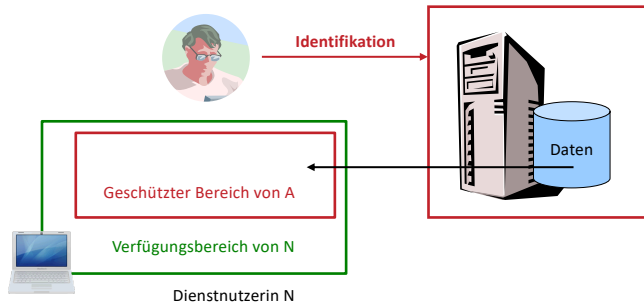 Identifikation
Daten
Geschützter Bereich von A
Verfügungsbereich von N
Dienstnutzerin N